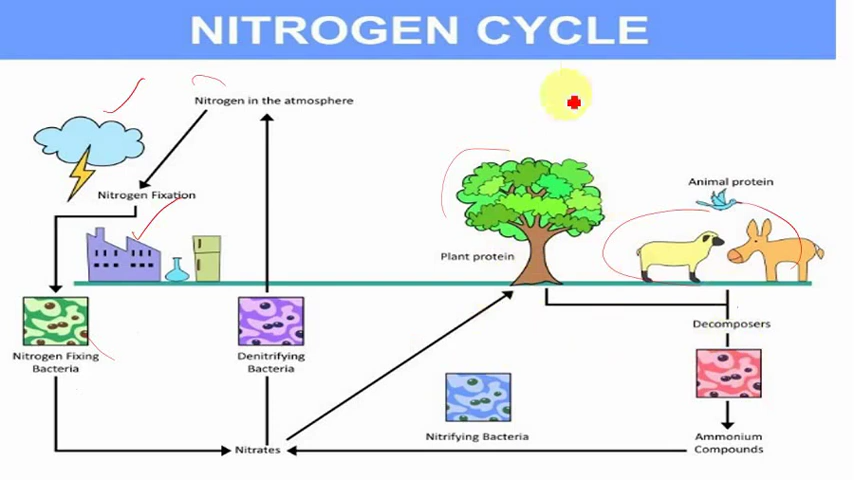 NITROGEN CYCLE
Nitrogen in the atmosphere
Nitrogen Fixation
Animal protein
Plant protein
Nitrogen Fixing
Bacteria
Denitrifying
Bacteria
Decomposers
Nitrifying Bacteria
Nitrates
Ammonium
Compounds